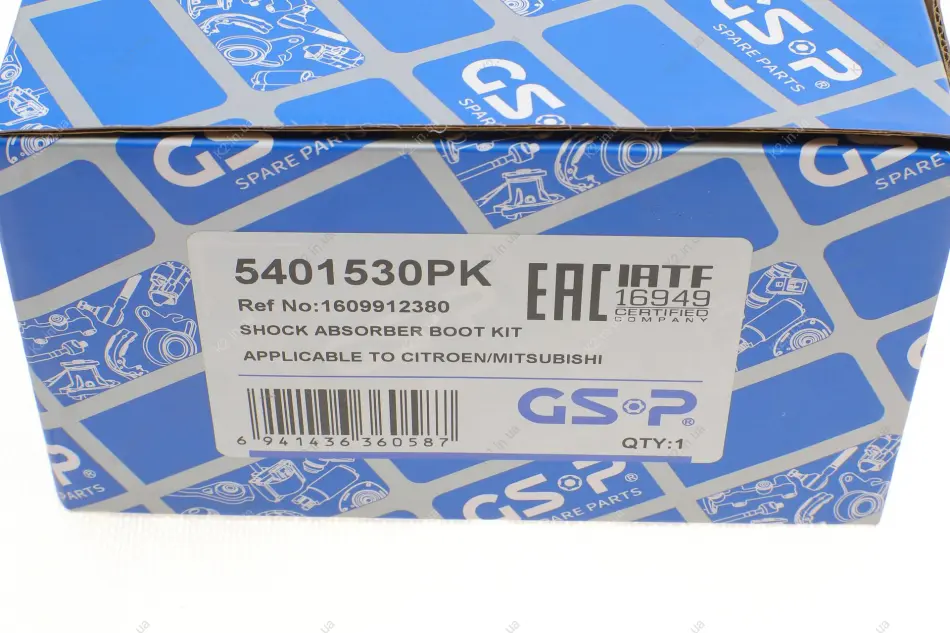 GSP
SPARE PARTS
GSP
SPARE PARTS
GSP
SPARE PARTS
5401530PK
Ref No:1609912380
SHOCK ABSORBER BOOT KIT
APPLICABLE TO CITROEN/MITSUBISHI
EAC
IATF
16949
CERTIFIED
COMPANY
6 941436 360587
GSP®
QTY:1
P®
PARTS
GSP®
SPARE PARTS